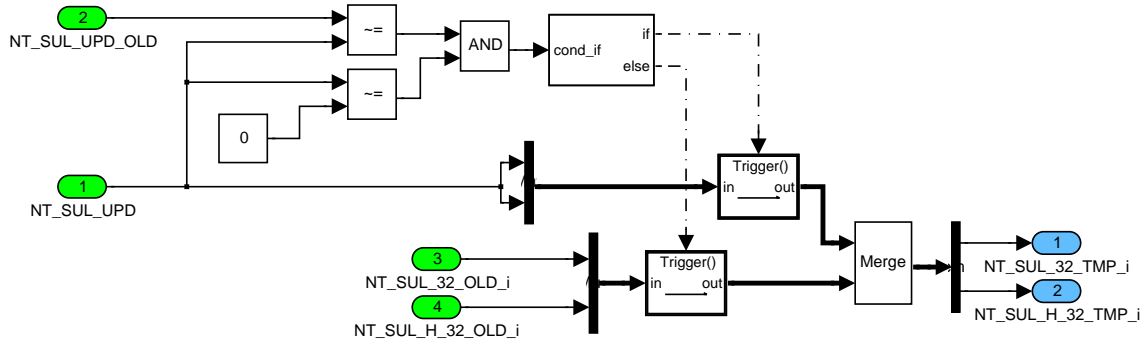 2
NT_SUL_UPD_OLD
~=
AND
cond_if
if
else
~=
0
1
NT_SUL_UPD
Trigger()
in
out
3
NT_SUL_32_OLD_i
4
NT_SUL_H_32_OLD_i
Trigger()
in
out
Merge
1
NT_SUL_32_TMP_i
2
NT_SUL_H_32_TMP_i